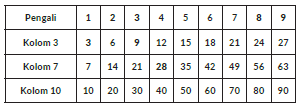 Pengali 1 2 3 4 5 6 7 8 9
Kolom 3 3 6 9 12 15 18 21 24 27
Kolom 7 7 14 21 28 35 42 49 56 63
Kolom 10 10 20 30 40 50 60 70 80 90